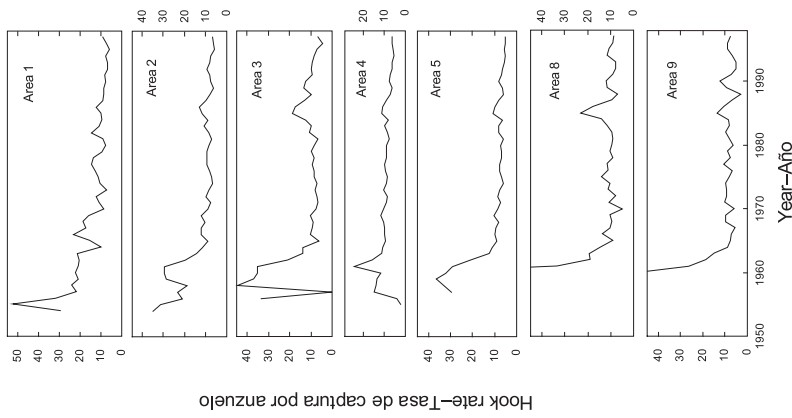 Hook rate–Tasa de captura por anzuelo
Area 1
50 40 30 20 10 0
Area 2
40 30 20 10 0
Area 3
40 30 20 10 0
Area 4
20 10 0
Area 5
40 30 20 10 0
Area 8
40 30 20 10 0
Area 9
40 30 20 10 0
1950 1960 1970 1980 1990
Year–Año